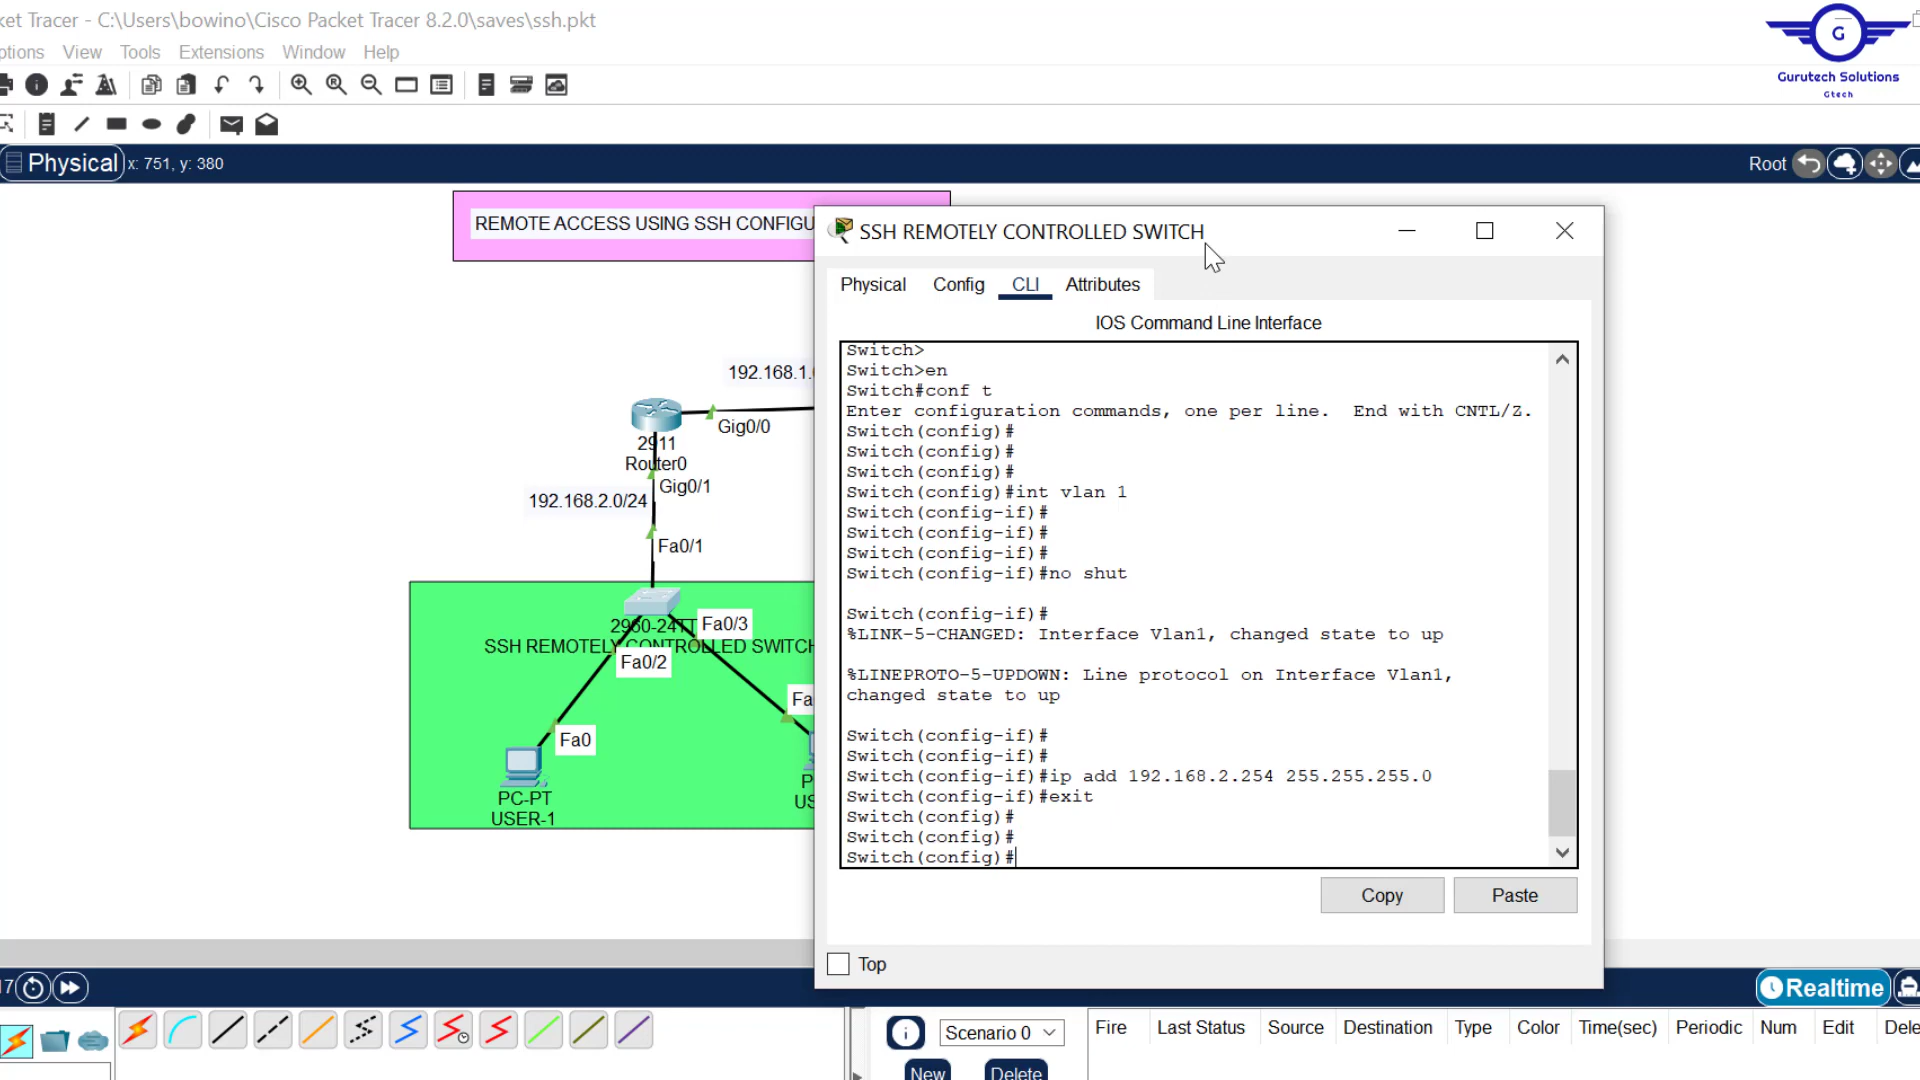 ket Tracer - C:\Users\bowino\Cisco Packet Tracer 8.2.0\saves\ssh.pkt
G
Gurutech Solutions
Gtech
ptions View Tools Extensions Window Help
Physical x: 751, y: 380
Root
REMOTE ACCESS USING SSH CONFIGU
192.168.1.
Gig0/0
2911
Router0
Gig0/1
192.168.2.0/24
Fa0/1
2960-24TT
Fa0/3
SSH REMOTELY CONTROLLED SWITCH
Fa0/2
Fa
Fa0
PC-PT
USER-1
P
US
SSH REMOTELY CONTROLLED SWITCH
Physical Config CLI Attributes
IOS Command Line Interface
Switch>
Switch>en
Switch#conf t
Enter configuration commands, one per line.  End with CNTL/Z.
Switch(config)#
Switch(config)#
Switch(config)#
Switch(config)#int vlan 1
Switch(config-if)#
Switch(config-if)#
Switch(config-if)#
Switch(config-if)#no shut
Switch(config-if)#
%LINK-5-CHANGED: Interface Vlan1, changed state to up
%LINEPROTO-5-UPDOWN: Line protocol on Interface Vlan1,
changed state to up
Switch(config-if)#
Switch(config-if)#
Switch(config-if)#ip add 192.168.2.254 255.255.255.0
Switch(config-if)#exit
Switch(config)#
Switch(config)#
Switch(config)#
Copy Paste
Top
17
Realtime
Scenario 0
New Delete
Fire Last Status Source Destination Type Color Time(sec) Periodic Num Edit Dele